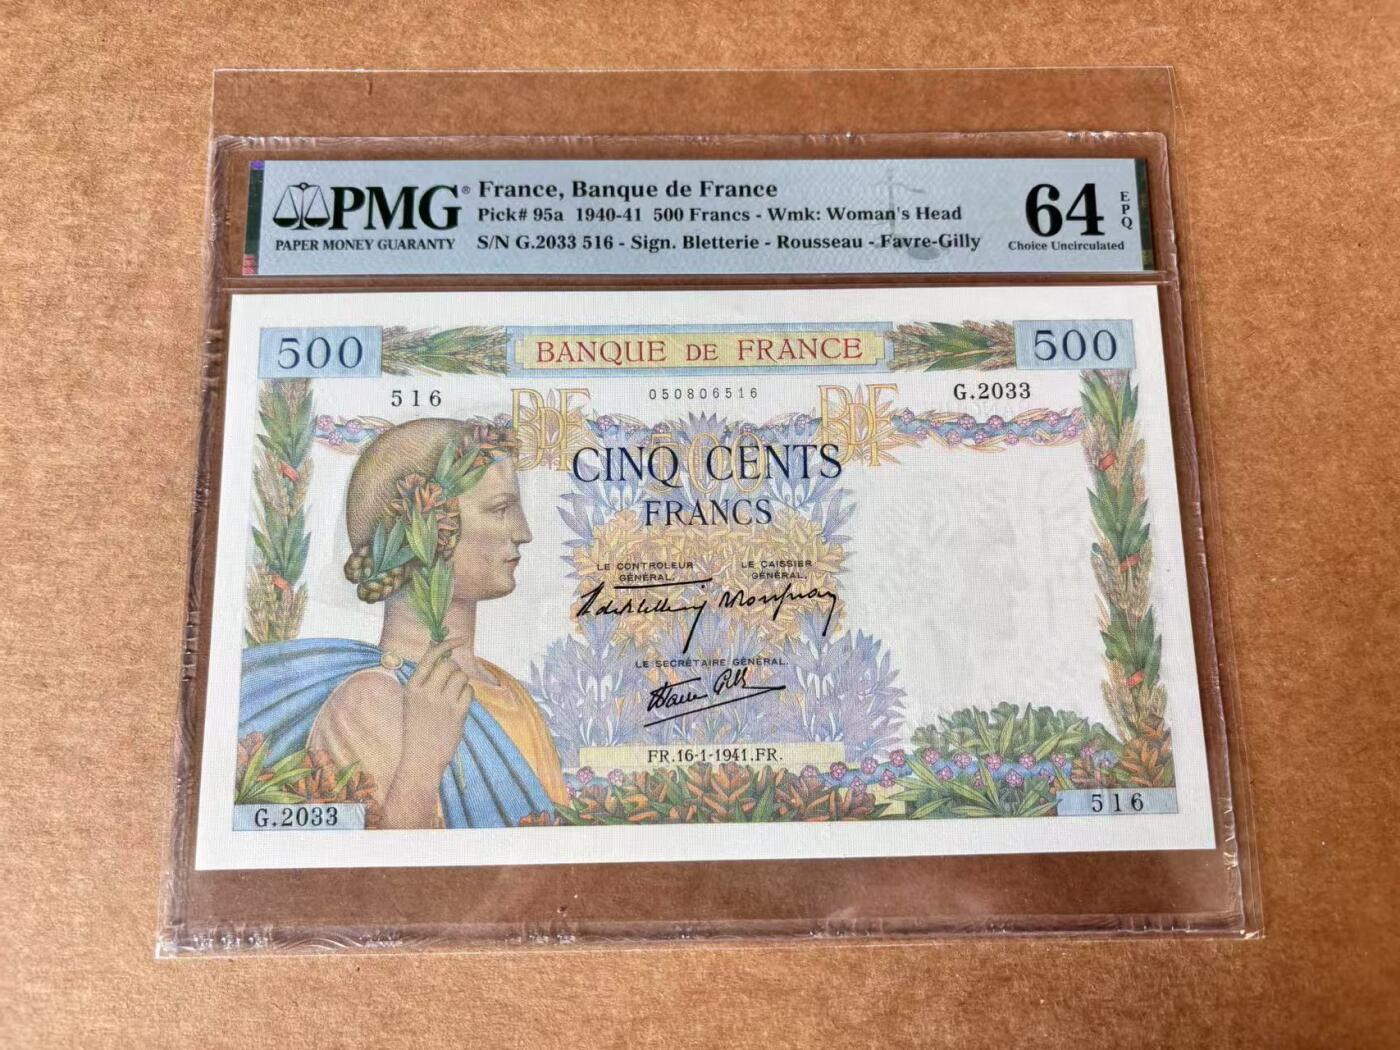 PMG® France, Banque de France
Pick# 95a 1940-41 500 Francs - Wmk: Woman's Head
PAPER MONEY GUARANTY S/N G.2033 516 - Sign. Bletterie - Rousseau - Favre-Gilly
64 EPQ
Choice Uncirculated
500 BANQUE DE FRANCE 500
516 BDF 050806516 BDF G.2033
500
CINQ CENTS
FRANCS
LE CONTROLEUR GÉNÉRAL. LE CAISSIER GÉNÉRAL.
LE SECRÉTAIRE GÉNÉRAL.
Favre Gilly
FR.16-1-1941.FR.
G.2033 516